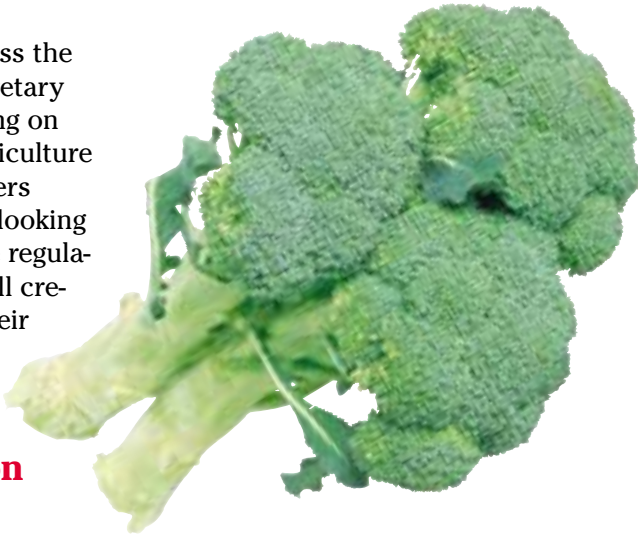 ss the
etary
ng on
iculture
ers
looking
regula-
ll cre-
eir
n